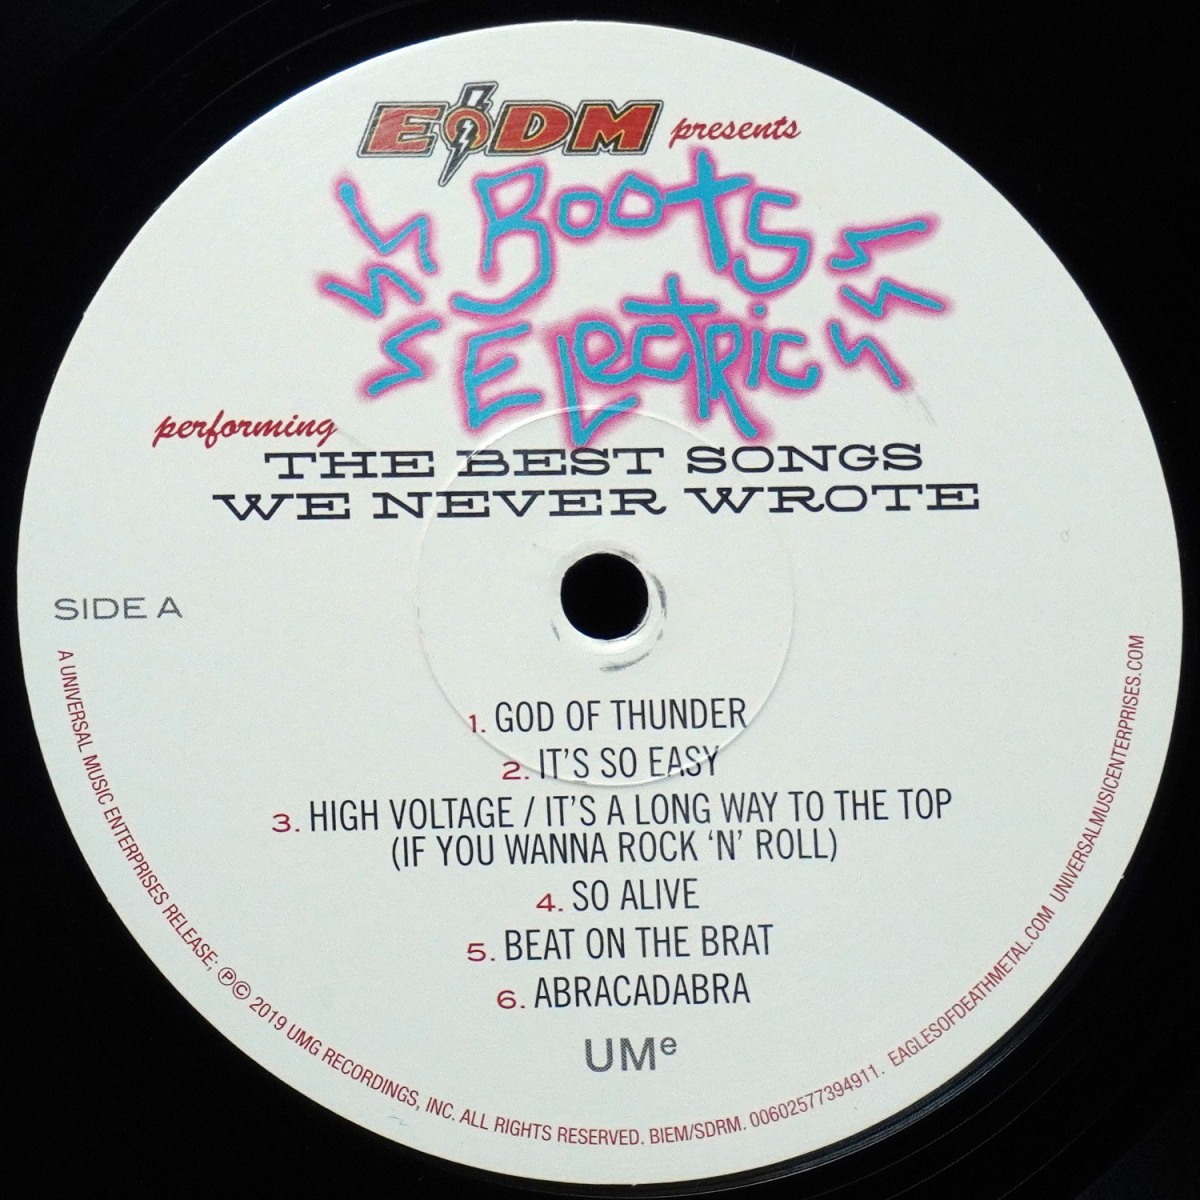 EODM presents
Boots
Electric
performing
THE BEST SONGS
WE NEVER WROTE
SIDE A
1. GOD OF THUNDER
2. IT'S SO EASY
3. HIGH VOLTAGE / IT'S A LONG WAY TO THE TOP
(IF YOU WANNA ROCK 'N' ROLL)
4. SO ALIVE
5. BEAT ON THE BRAT
6. ABRACADABRA
UMe
A UNIVERSAL MUSIC ENTERPRISES RELEASE; ℗© 2019 UMG RECORDINGS, INC. ALL RIGHTS RESERVED. BIEM/SDRM. 00602577394911. EAGLESOFDEATHMETAL.COM UNIVERSALMUSICENTERPRISES.COM